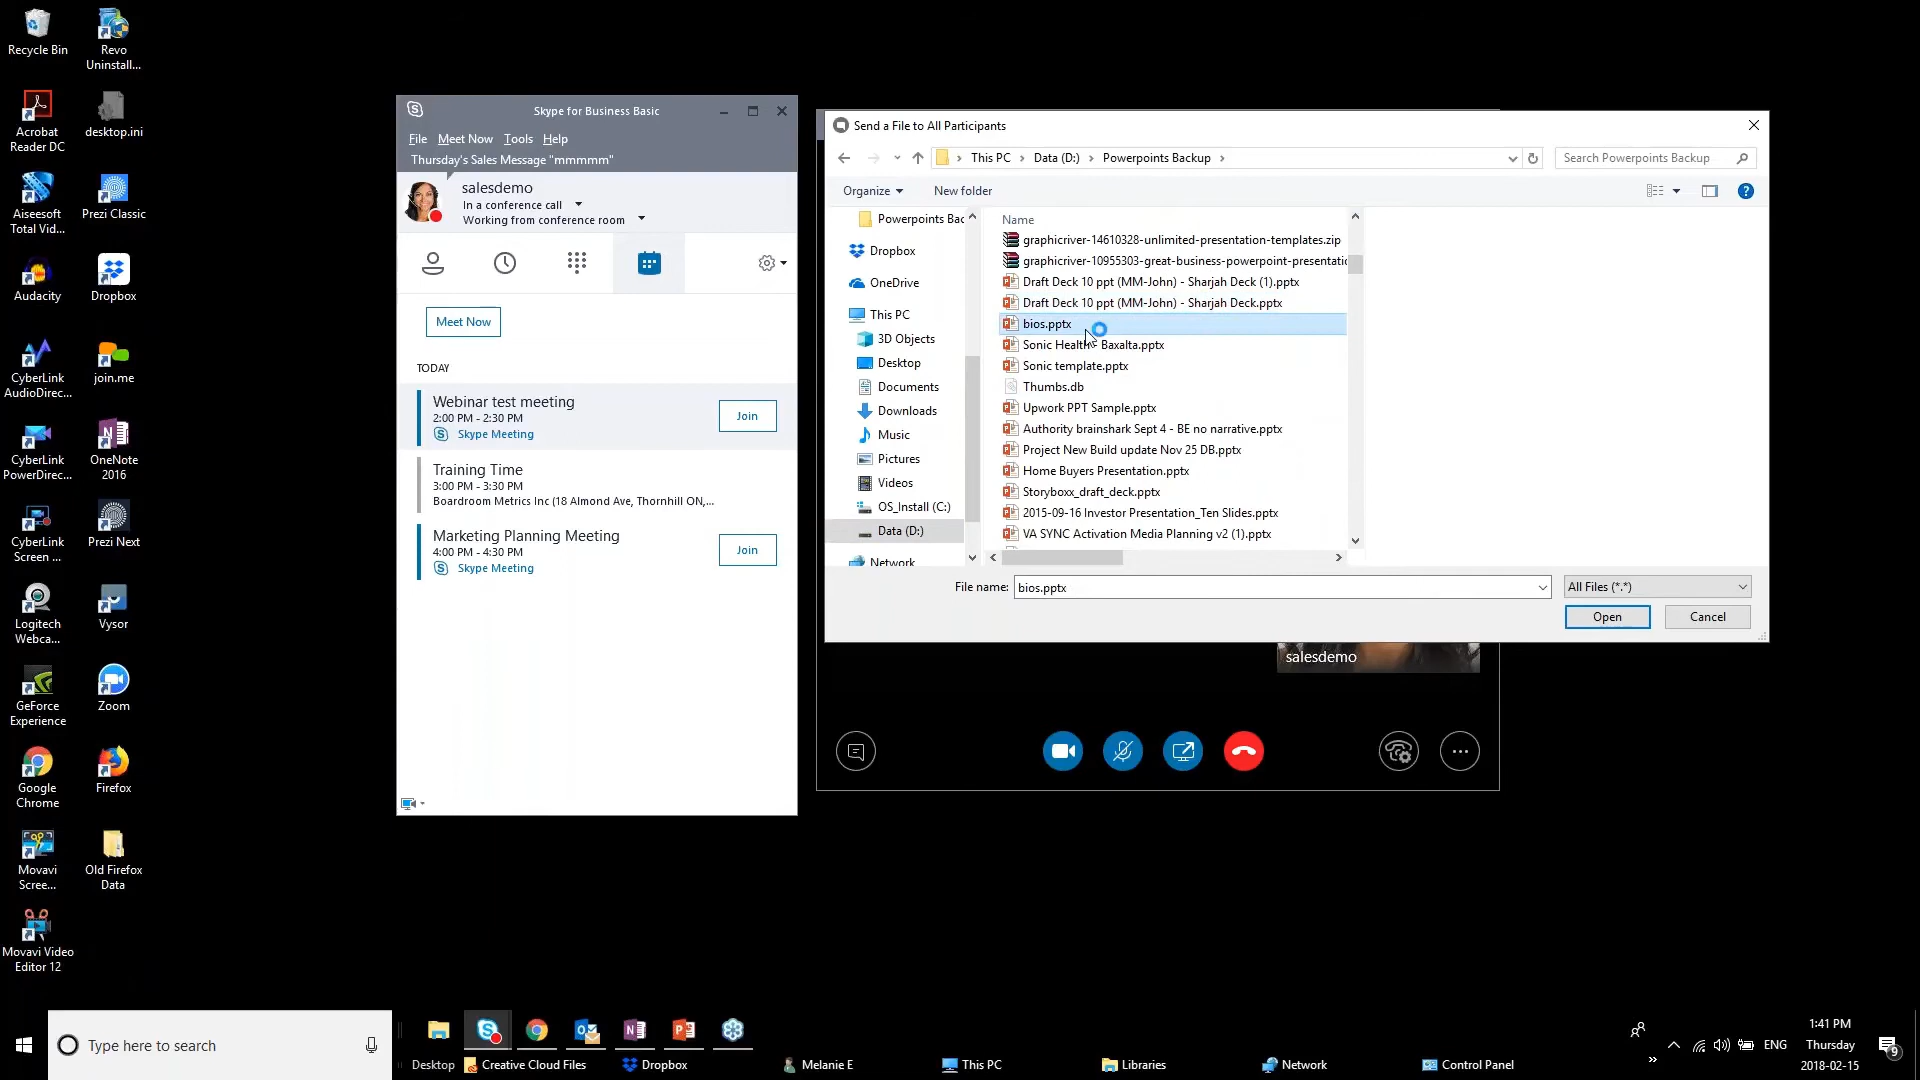 Recycle Bin
Revo
Uninstall...
Acrobat
Reader DC
desktop.ini
Aiseesoft
Total Vid...
Prezi Classic
Audacity
Dropbox
CyberLink
AudioDirec...
join.me
CyberLink
PowerDirec...
OneNote
2016
CyberLink
Screen ...
Prezi Next
Logitech
Webca...
Vysor
GeForce
Experience
Zoom
Google
Chrome
Firefox
Movavi
Scree...
Old Firefox
Data
Movavi Video
Editor 12
Skype for Business Basic
File Meet Now Tools Help
Thursday's Sales Message "mmmmm"
salesdemo
In a conference call
Working from conference room
Meet Now
TODAY
Webinar test meeting
2:00 PM - 2:30 PM
Skype Meeting
Join
Training Time
3:00 PM - 3:30 PM
Boardroom Metrics Inc (18 Almond Ave, Thornhill ON,...
Marketing Planning Meeting
4:00 PM - 4:30 PM
Skype Meeting
Join
Send a File to All Participants
This PC > Data (D:) > Powerpoints Backup >
Search Powerpoints Backup
Organize New folder
Powerpoints Bac
Dropbox
OneDrive
This PC
3D Objects
Desktop
Documents
Downloads
Music
Pictures
Videos
OS_Install (C:)
Data (D:)
Network
Name
graphicriver-14610328-unlimited-presentation-templates.zip
graphicriver-10955303-great-business-powerpoint-presentatio
Draft Deck 10 ppt (MM-John) - Sharjah Deck (1).pptx
Draft Deck 10 ppt (MM-John) - Sharjah Deck.pptx
bios.pptx
Sonic Health - Baxalta.pptx
Sonic template.pptx
Thumbs.db
Upwork PPT Sample.pptx
Authority brainshark Sept 4 - BE no narrative.pptx
Project New Build update Nov 25 DB.pptx
Home Buyers Presentation.pptx
Storyboxx_draft_deck.pptx
2015-09-16 Investor Presentation_Ten Slides.pptx
VA SYNC Activation Media Planning v2 (1).pptx
File name: bios.pptx
All Files (*.*)
Open
Cancel
salesdemo
Type here to search
Desktop
Creative Cloud Files
Dropbox
Melanie E
This PC
Libraries
Network
Control Panel
ENG
1:41 PM
Thursday
2018-02-15
9